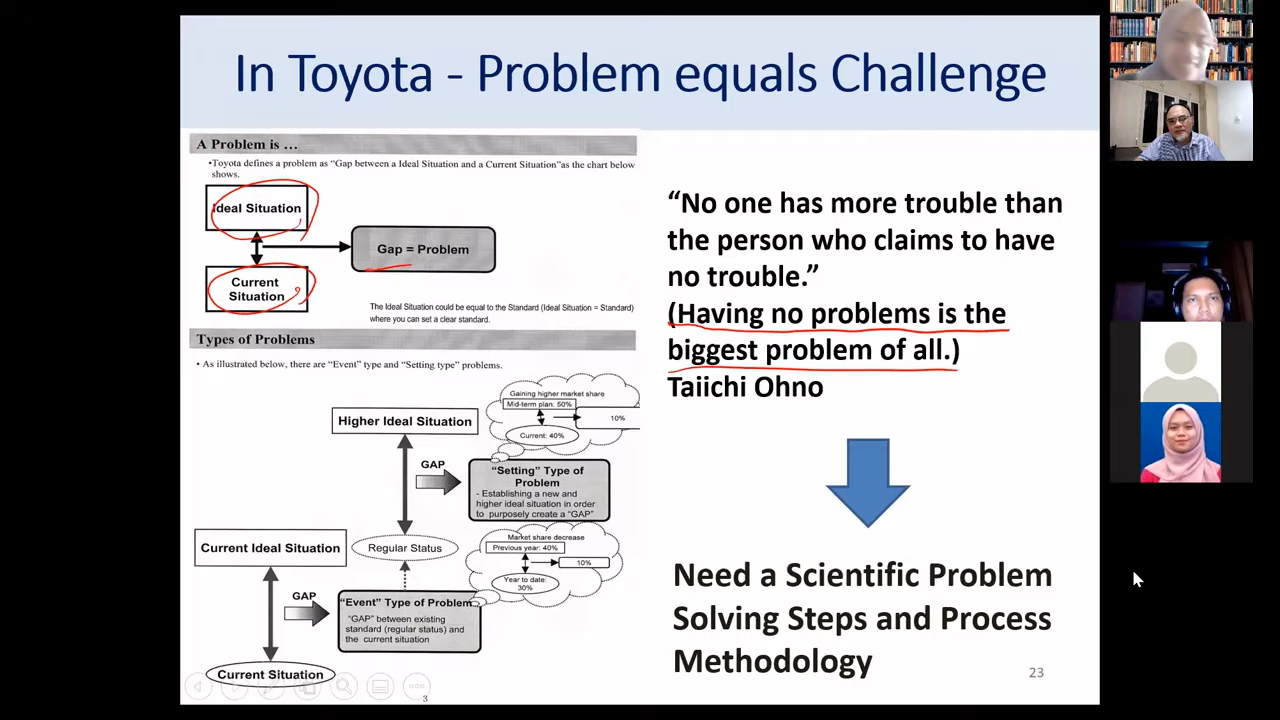 In Toyota - Problem equals Challenge
A Problem is …
•Toyota defines a problem as “Gap between a Ideal Situation and a Current Situation”as the chart below
shows.
Ideal Situation
Gap = Problem
Current
Situation
The Ideal Situation could be equal to the Standard (Ideal Situation = Standard)
where you can set a clear standard.
Types of Problems
• As illustrated below, there are “Event” type and “Setting type” problems.
Gaining higher market share
Mid-term plan: 50%
10%
Current: 40%
Higher Ideal Situation
GAP
“Setting” Type of
Problem
- Establishing a new and
higher ideal situation in order
to purposely create a “GAP”
Current Ideal Situation
Regular Status
Market share decrease
Previous year: 40%
10%
Year to date:
30%
GAP
“Event” Type of Problem
“GAP” between existing
standard (regular status) and
the current situation
Current Situation
3
“No one has more trouble than
the person who claims to have
no trouble.”
(Having no problems is the
biggest problem of all.)
Taiichi Ohno
Need a Scientific Problem
Solving Steps and Process
Methodology
23